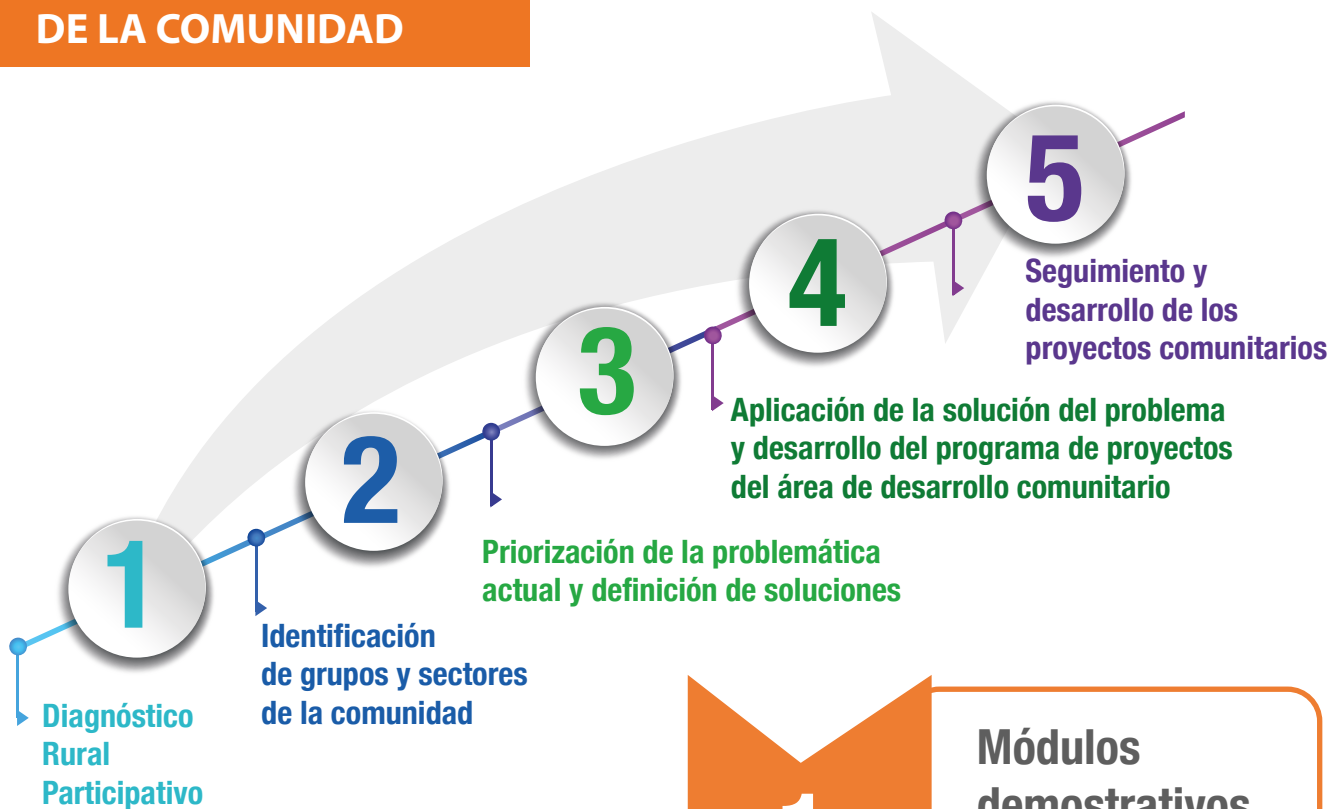 DE LA COMUNIDAD
1
Diagnóstico
Rural
Participativo
2
Identificación
de grupos y sectores
de la comunidad
3
Priorización de la problemática
actual y definición de soluciones
4
Aplicación de la solución del problema
y desarrollo del programa de proyectos
del área de desarrollo comunitario
5
Seguimiento y
desarrollo de los
proyectos comunitarios
1
Módulos
demostrativos